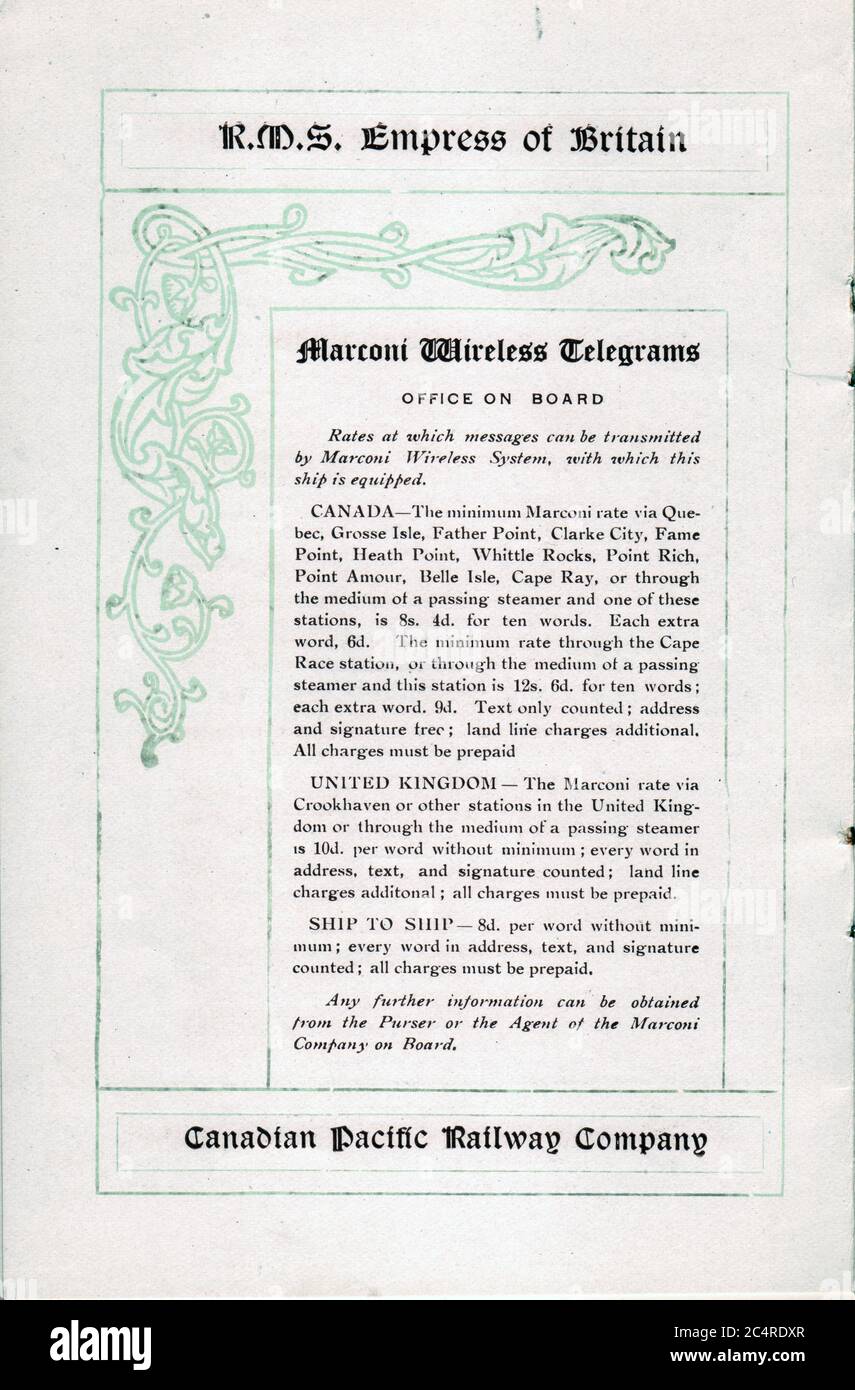 R.M.S. Empress of Britain
Marconi Wireless Telegrams
OFFICE ON BOARD
Rates at which messages can be transmitted
by Marconi Wireless System, with which this
ship is equipped.
CANADA—The minimum Marconi rate via Que-
bec, Grosse Isle, Father Point, Clarke City, Fame
Point, Heath Point, Whittle Rocks, Point Rich,
Point Amour, Belle Isle, Cape Ray, or through
the medium of a passing steamer and one of these
stations, is 8s. 4d. for ten words. Each extra
word, 6d. The minimum rate through the Cape
Race station, or through the medium of a passing
steamer and this station is 12s. 6d. for ten words;
each extra word. 9d. Text only counted; address
and signature free; land line charges additional.
All charges must be prepaid
UNITED KINGDOM — The Marconi rate via
Crookhaven or other stations in the United King-
dom or through the medium of a passing steamer
is 10d. per word without minimum; every word in
address, text, and signature counted; land line
charges additonal; all charges must be prepaid.
SHIP TO SHIP — 8d. per word without mini-
mum; every word in address, text, and signature
counted; all charges must be prepaid.
Any further information can be obtained
from the Purser or the Agent of the Marconi
Company on Board.
Canadian Pacific Railway Company
alamy
Image ID: 2C4RDXR
www.alamy.com